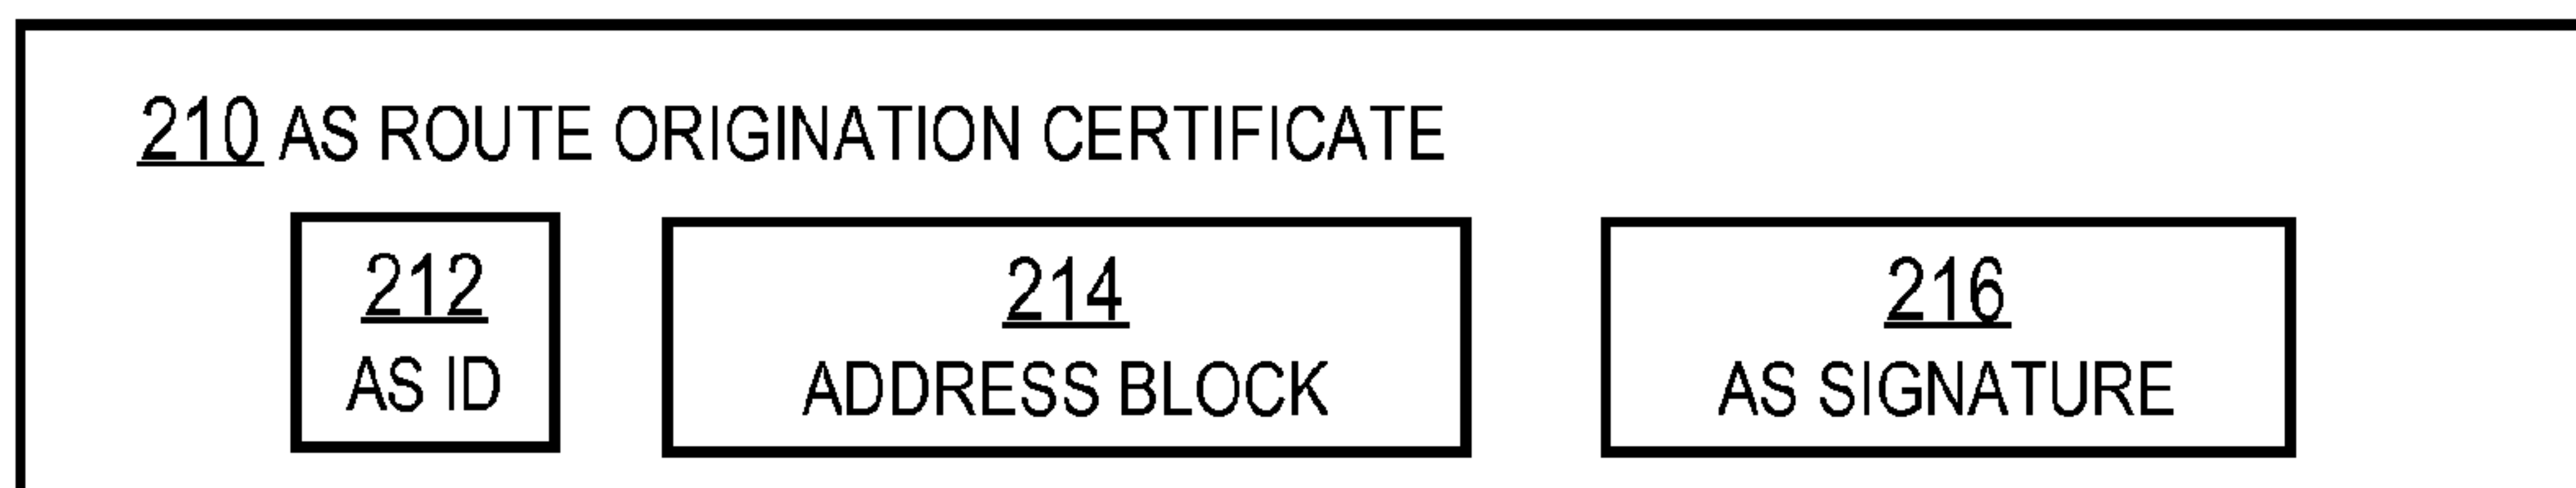 210 AS ROUTE ORIGINATION CERTIFICATE
212
AS ID
214
ADDRESS BLOCK
216
AS SIGNATURE